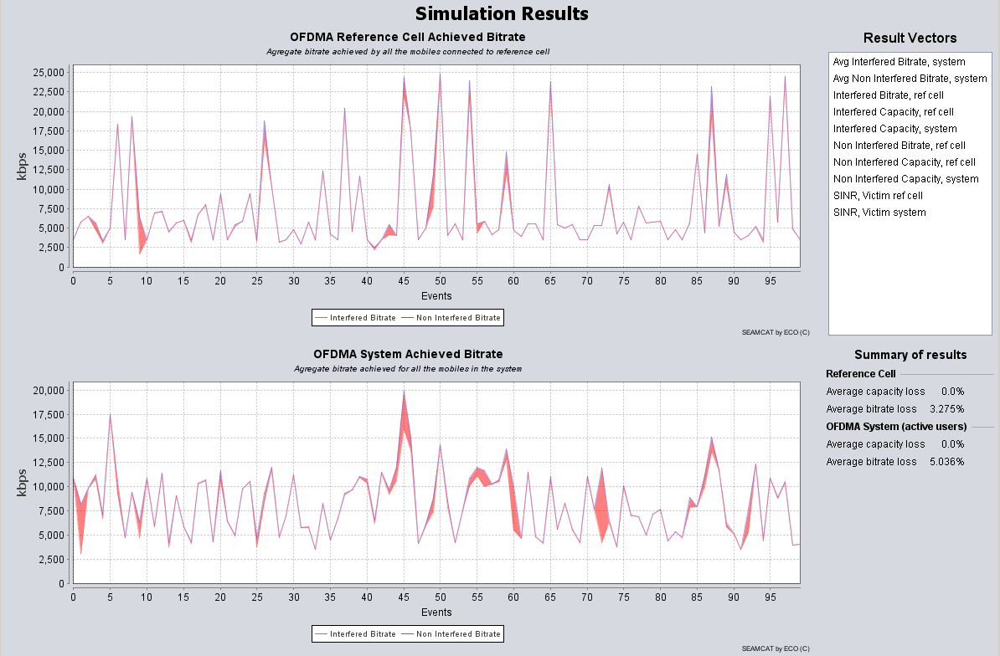 Simulation Results
OFDMA Reference Cell Achieved Bitrate
Agregate bitrate achieved by all the mobiles connected to reference cell
25,000
22,500
20,000
17,500
15,000
12,500
10,000
7,500
5,000
2,500
0
kbps
0 5 10 15 20 25 30 35 40 45 50 55 60 65 70 75 80 85 90 95
Events
Interfered Bitrate Non Interfered Bitrate
SEAMCAT by ECO (C)
OFDMA System Achieved Bitrate
Agregate bitrate achieved for all the mobiles in the system
20,000
17,500
15,000
12,500
10,000
7,500
5,000
2,500
0
kbps
0 5 10 15 20 25 30 35 40 45 50 55 60 65 70 75 80 85 90 95
Events
Interfered Bitrate Non Interfered Bitrate
SEAMCAT by ECO (C)
Result Vectors
Avg Interfered Bitrate, system
Avg Non Interfered Bitrate, system
Interfered Bitrate, ref cell
Interfered Capacity, ref cell
Interfered Capacity, system
Non Interfered Bitrate, ref cell
Non Interfered Capacity, ref cell
Non Interfered Capacity, system
SINR, Victim ref cell
SINR, Victim system
Summary of results
Reference Cell
Average capacity loss 0.0%
Average bitrate loss 3.275%
OFDMA System (active users)
Average capacity loss 0.0%
Average bitrate loss 5.036%